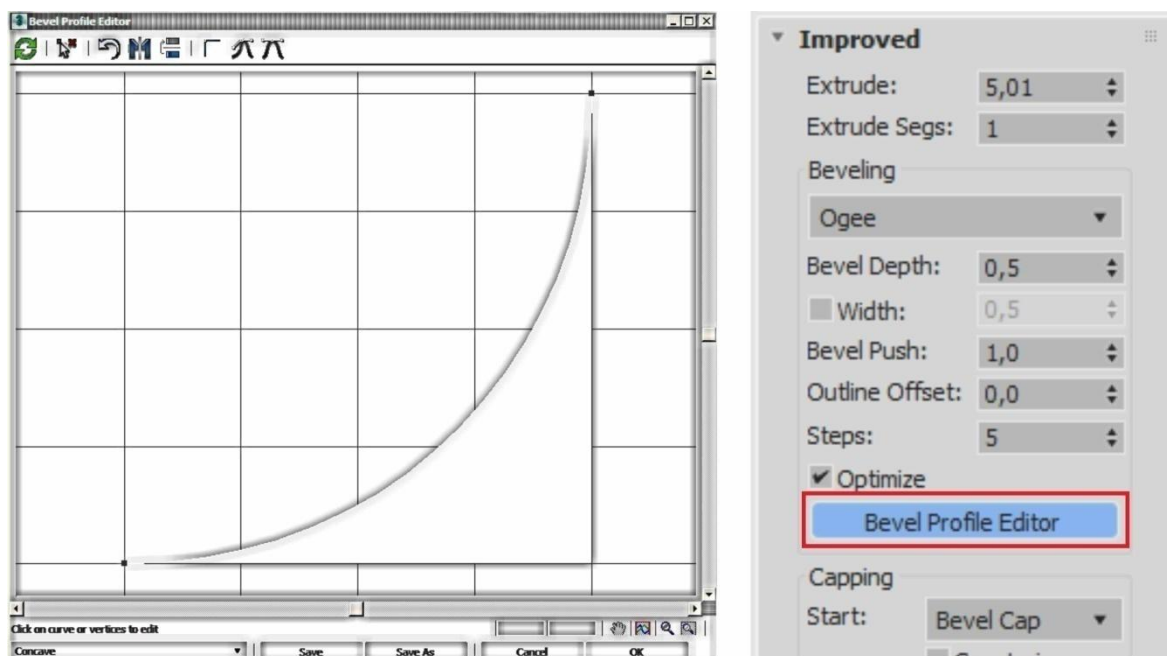 Bevel Profile Editor
Click on curve or vertices to edit
Concave
Save
Save As
Cancel
OK
Improved
Extrude: 5,01
Extrude Segs: 1
Beveling
Ogee
Bevel Depth: 0,5
Width: 0,5
Bevel Push: 1,0
Outline Offset: 0,0
Steps: 5
Optimize
Bevel Profile Editor
Capping
Start: Bevel Cap